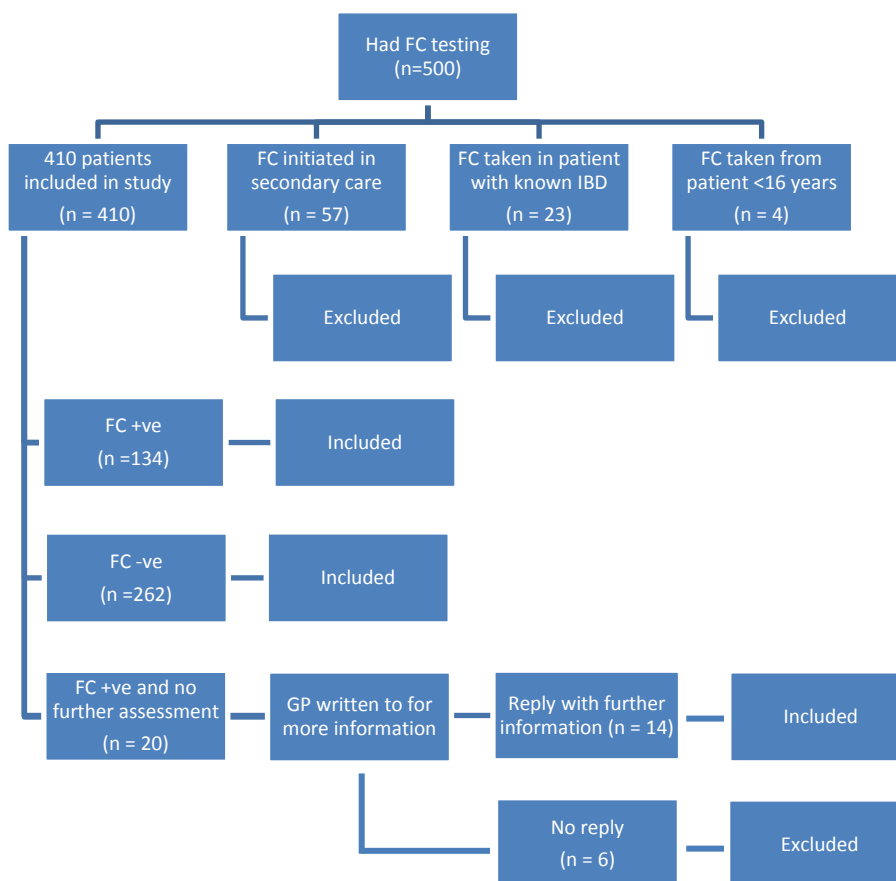 Had FC testing
(n=500)
410 patients
included in study
(n = 410)
FC initiated in
secondary care
(n = 57)
FC taken in patient
with known IBD
(n = 23)
FC taken from
patient <16 years
(n = 4)
Excluded
Excluded
Excluded
FC +ve
(n =134)
Included
FC -ve
(n =262)
Included
FC +ve and no
further assessment
(n = 20)
GP written to for
more information
Reply with further
information (n = 14)
Included
No reply
(n = 6)
Excluded